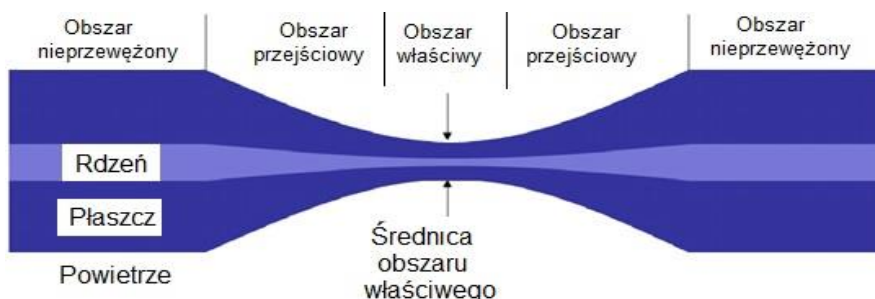 Obszar
nieprzewężony
Obszar
przejściowy
Obszar
właściwy
Obszar
przejściowy
Obszar
nieprzewężony
Rdzeń
Płaszcz
Powietrze
Średnica
obszaru
właściwego